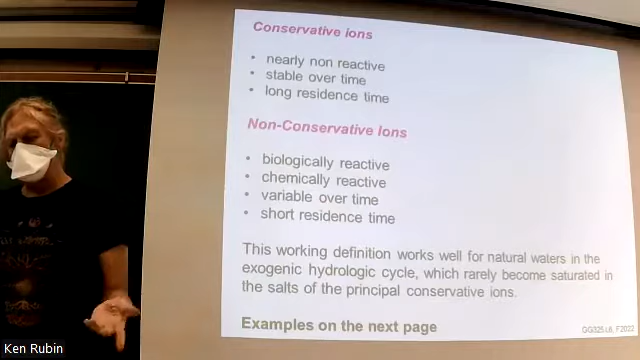 Conservative ions
• nearly non reactive
• stable over time
• long residence time
Non-Conservative Ions
• biologically reactive
• chemically reactive
• variable over time
• short residence time
This working definition works well for natural waters in the
exogenic hydrologic cycle, which rarely become saturated in
the salts of the principal conservative ions.
Examples on the next page
GG325 L6, F2022
Ken Rubin